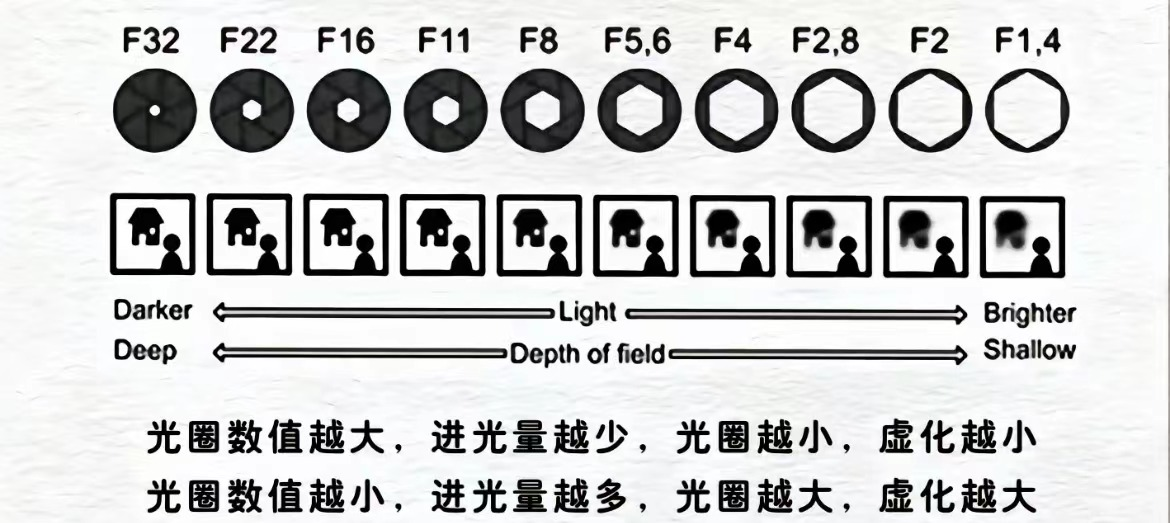 F32 F22 F16 F11 F8 F5,6 F4 F2,8 F2 F1,4
Darker Light Brighter
Deep Depth of field Shallow
光圈数值越大，进光量越少，光圈越小，虚化越小
光圈数值越小，进光量越多，光圈越大，虚化越大